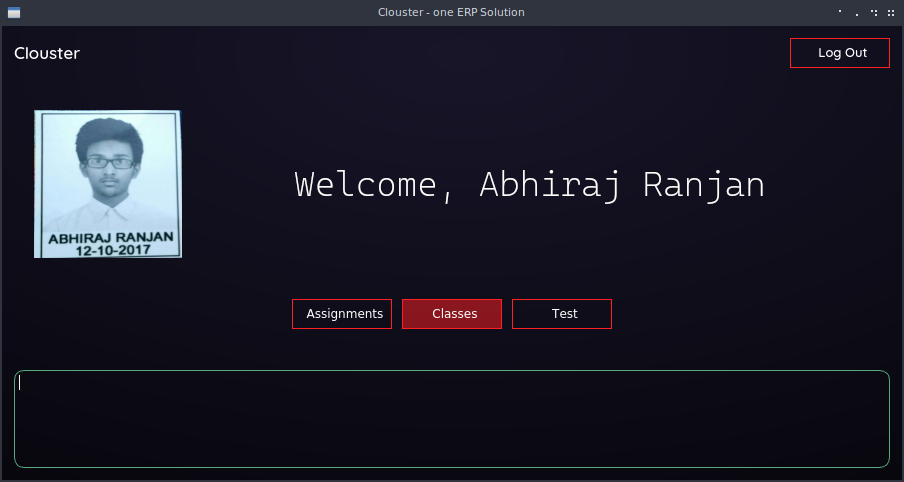 Clouster - one ERP Solution
Clouster
Log Out
ABHIRAJ RANJAN
12-10-2017
Welcome, Abhiraj Ranjan
Assignments
Classes
Test